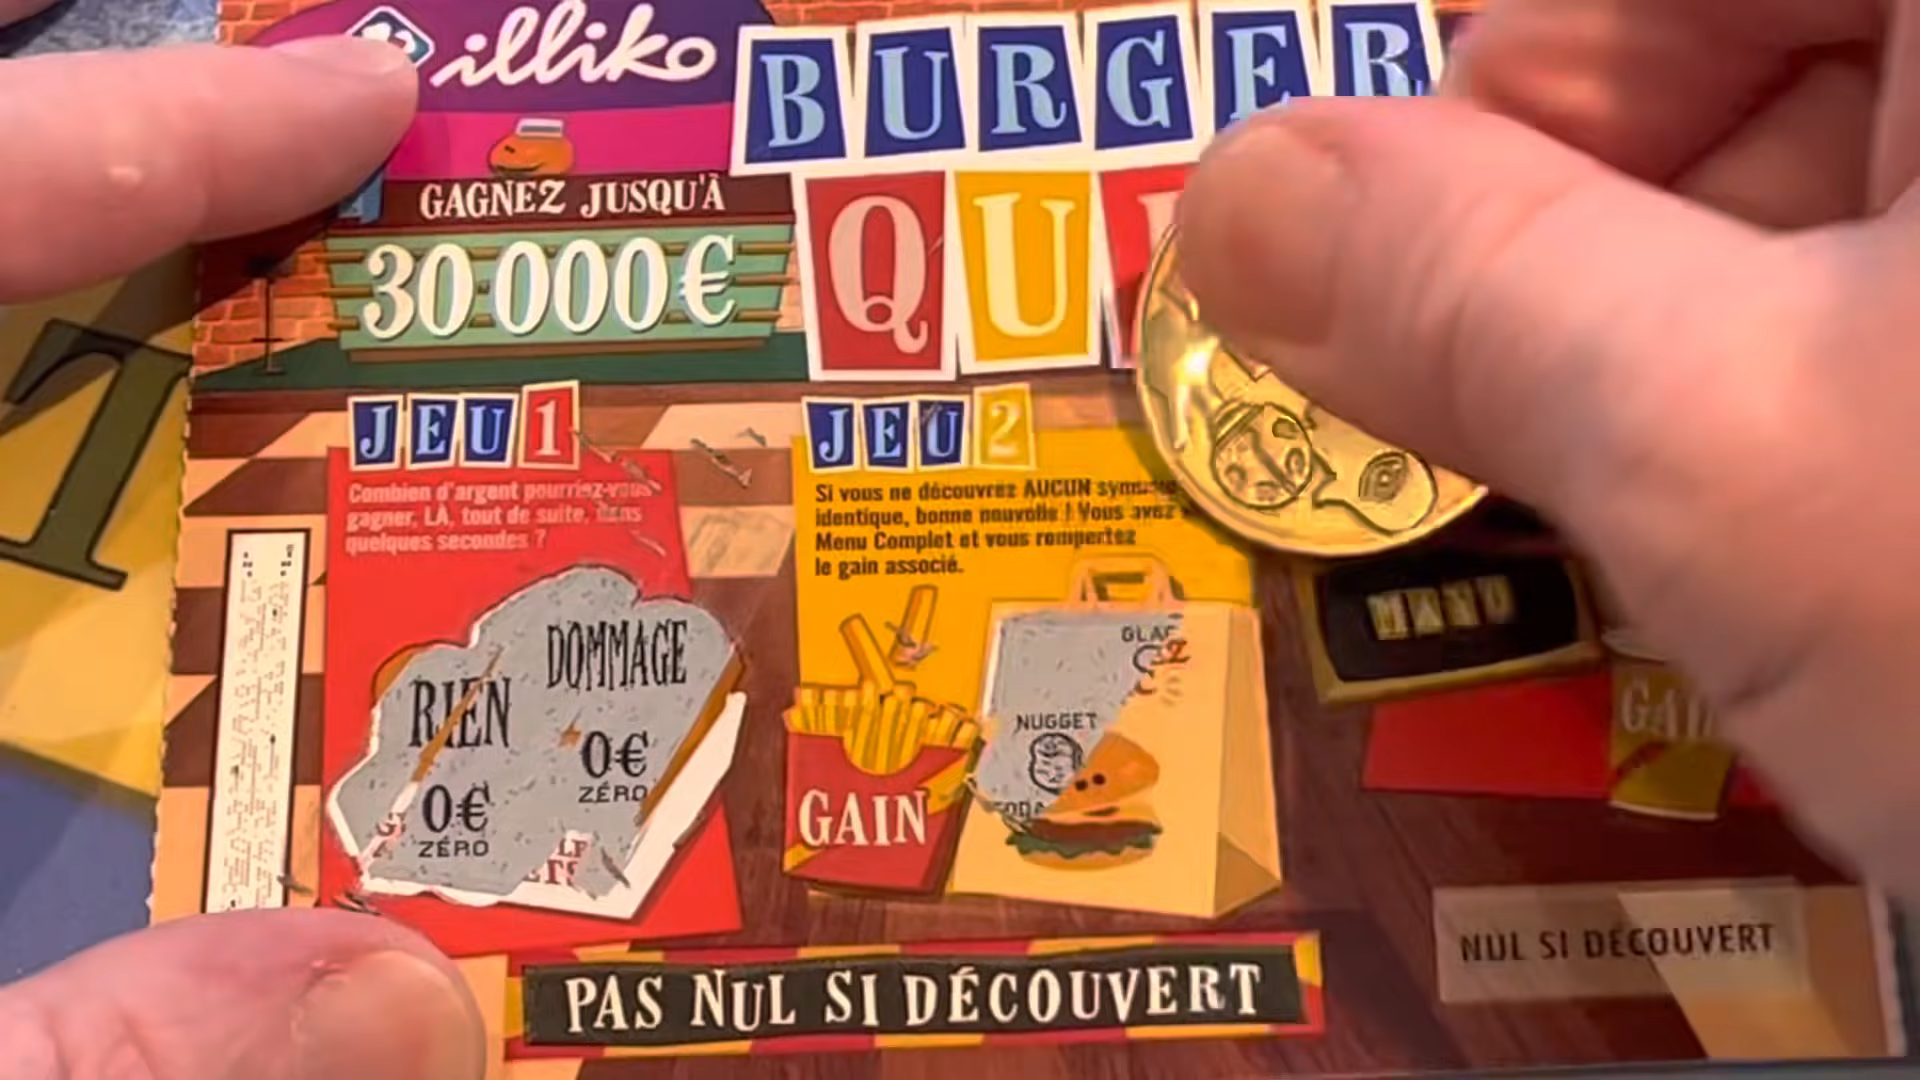 illiko
BURGER
QU
GAGNEZ JUSQU'À
30 000€
JEU 1
Combien d'argent pourriez-vous
gagner, LÀ, tout de suite, dans
quelques secondes ?
RIEN
0€
ZÉRO
DOMMAGE
0€
ZÉRO
JEU 2
Si vous ne découvrez AUCUN
identique, bonne nouvelle ! Vous avez
Menu Complet et vous remportez
le gain associé.
GAIN
NUGGET
MENU
NUL SI DÉCOUVERT
PAS NUL SI DÉCOUVERT